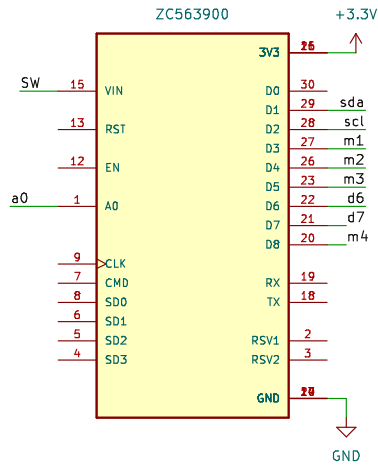 ZC563900
+3.3V
3V3
SW 15 VIN
D0 30
D1 29 sda
13 RST
D2 28 scl
D3 27 m1
12 EN
D4 26 m2
D5 23 m3
a0 1 A0
D6 22 d6
D7 21 d7
D8 20 m4
9 CLK
7 CMD
RX 19
8 SD0
TX 18
6 SD1
5 SD2
RSV1 2
4 SD3
RSV2 3
GND
GND